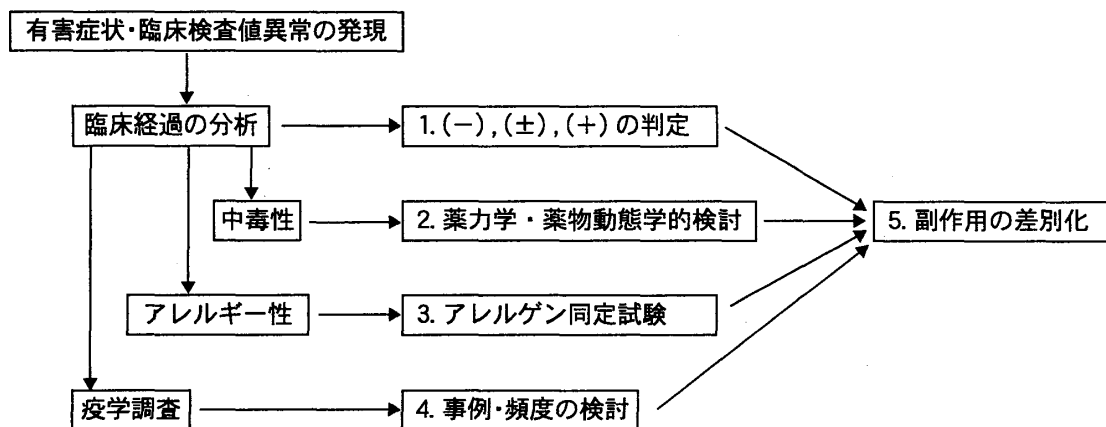 有害症状・臨床検査値異常の発現
臨床経過の分析
1. (－) , (±) , (＋) の判定
中毒性
2. 薬力学・薬物動態学的検討
5. 副作用の差別化
アレルギー性
3. アレルゲン同定試験
疫学調査
4. 事例・頻度の検討